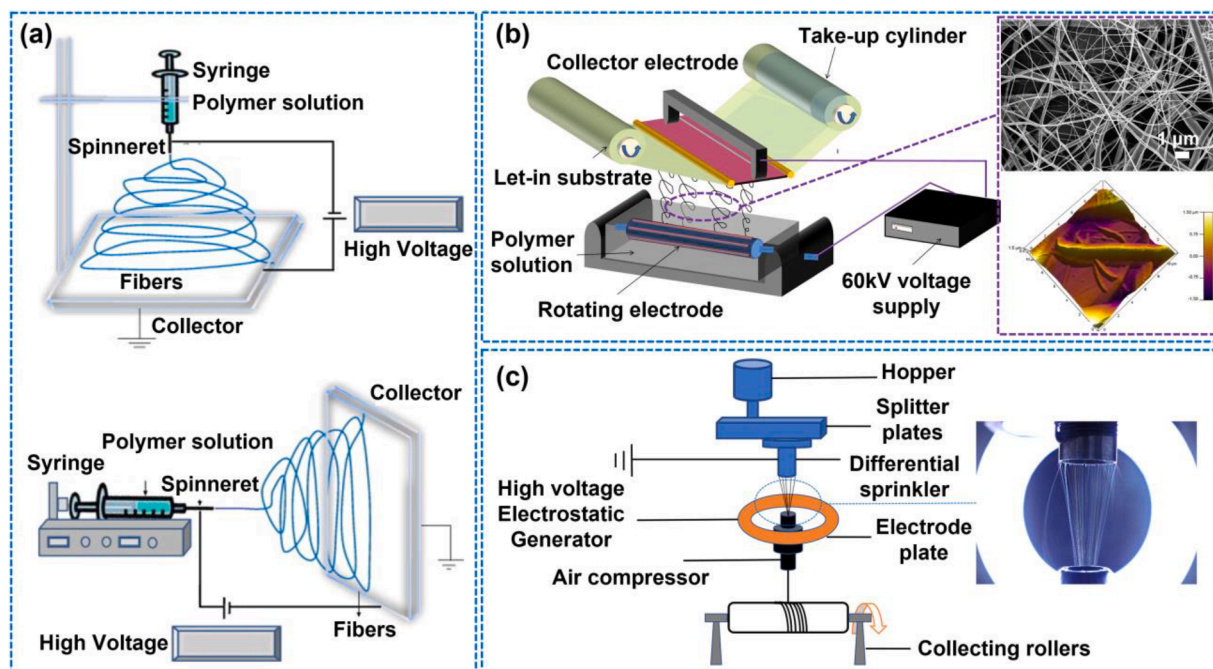 (a)
Syringe
Polymer solution
Spinneret
High Voltage
Fibers
Collector
Collector
Polymer solution
Syringe
Spinneret
High Voltage
Fibers
(b)
Take-up cylinder
Collector electrode
Let-in substrate
Polymer
solution
Rotating electrode
60kV voltage
supply
1 μm
(c)
Hopper
Splitter
plates
Differential
sprinkler
High voltage
Electrostatic
Generator
Electrode
plate
Air compressor
Collecting rollers